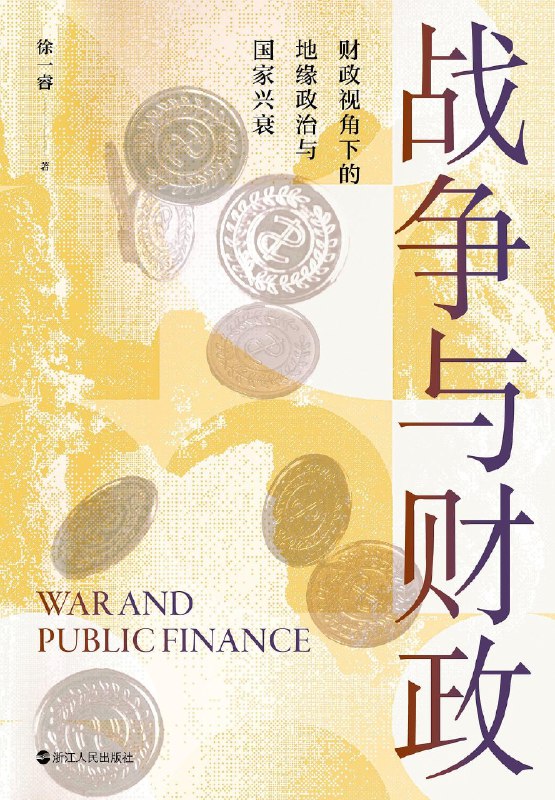 战争与财政
财政视角下的
地缘政治与
国家兴衰
徐一睿
著
WAR AND
PUBLIC FINANCE
浙江人民出版社